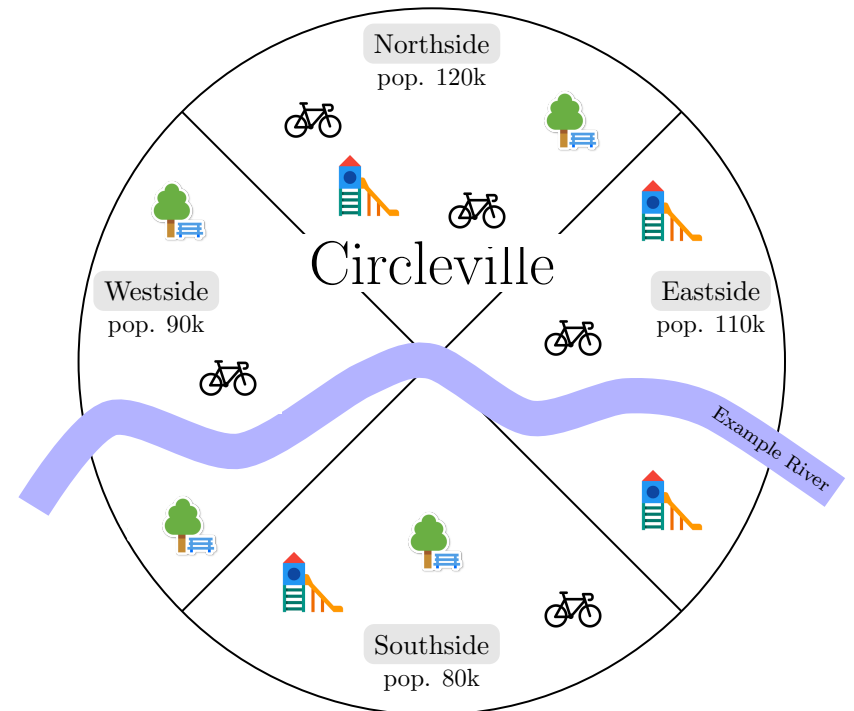 Northside
pop. 120k
Circleville
Westside
pop. 90k
Eastside
pop. 110k
Example River
Southside
pop. 80k